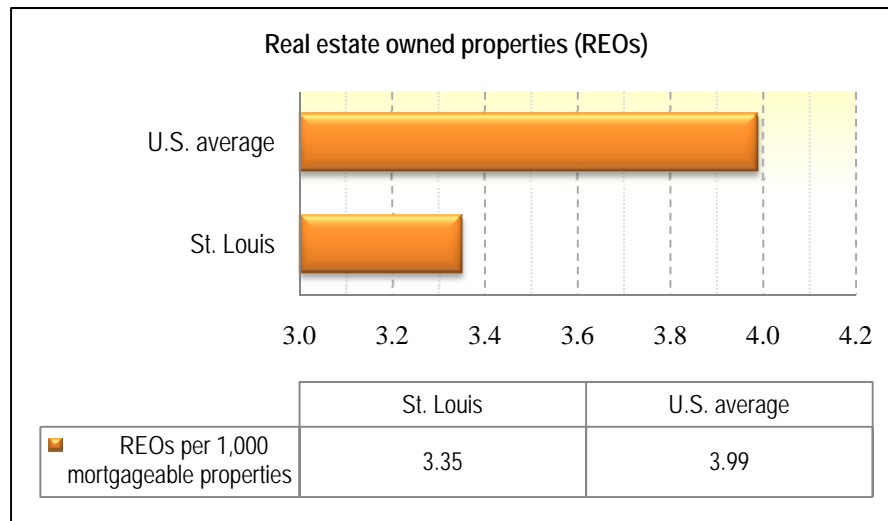 Real estate owned properties (REOs)
U.S. average
St. Louis
3.0 3.2 3.4 3.6 3.8 4.0 4.2
St. Louis U.S. average
REOs per 1,000
mortgageable properties
3.35 3.99